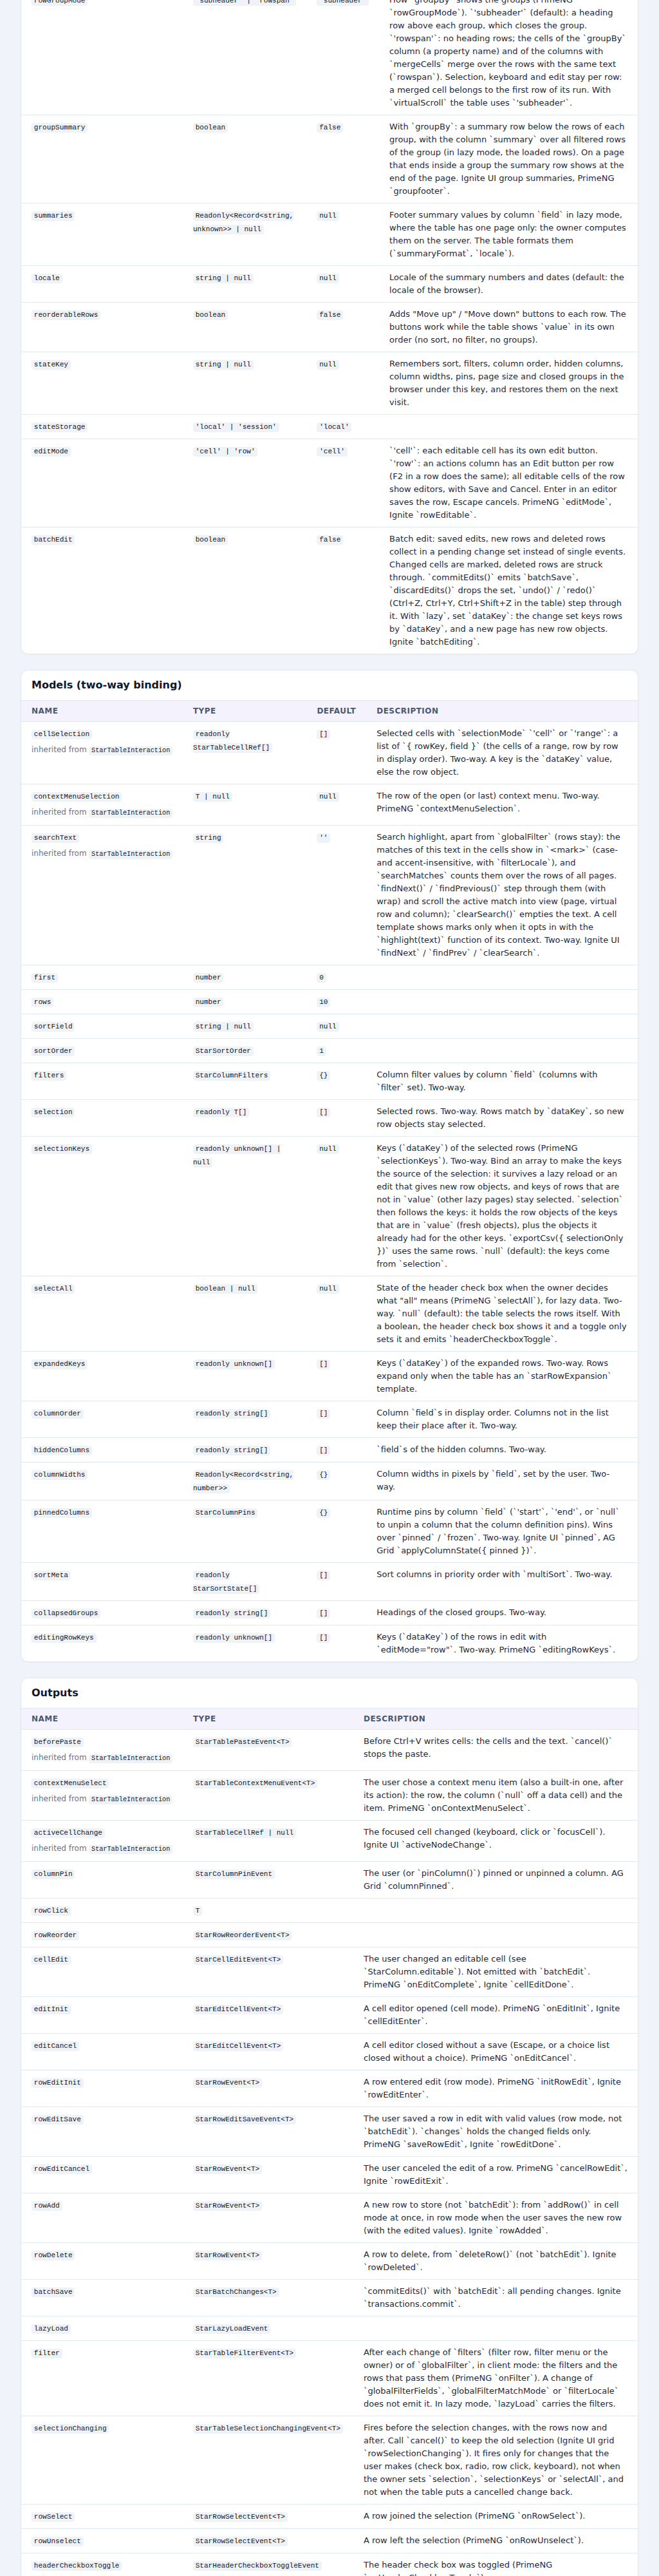 rowGroupMode 'subheader' | 'rowspan' 'subheader' How `groupBy` shows the groups (PrimeNG
`rowGroupMode`). `'subheader'` (default): a heading
row above each group, which closes the group.
`'rowspan'`: no heading rows; the cells of the `groupBy`
column (a property name) and of the columns with
`mergeCells` merge over the rows with the same text
(`rowspan`). Selection, keyboard and edit stay per row:
a merged cell belongs to the first row of its run. With
`virtualScroll` the table uses `'subheader'`.
groupSummary boolean false With `groupBy`: a summary row below the rows of each
group, with the column `summary` over all filtered rows
of the group (in lazy mode, the loaded rows). On a page
that ends inside a group the summary row shows at the
end of the page. Ignite UI group summaries, PrimeNG
`groupfooter`.
summaries Readonly<Record<string, null Footer summary values by column `field` in lazy mode,
unknown>> | null where the table has one page only: the owner computes
them on the server. The table formats them
(`summaryFormat`, `locale`).
locale string | null null Locale of the summary numbers and dates (default: the
locale of the browser).
reorderableRows boolean false Adds "Move up" / "Move down" buttons to each row. The
buttons work while the table shows `value` in its own
order (no sort, no filter, no groups).
stateKey string | null null Remembers sort, filters, column order, hidden columns,
column widths, pins, page size and closed groups in the
browser under this key, and restores them on the next
visit.
stateStorage 'local' | 'session' 'local'
editMode 'cell' | 'row' 'cell' `'cell'`: each editable cell has its own edit button.
`'row'`: an actions column has an Edit button per row
(F2 in a row does the same); all editable cells of the row
show editors, with Save and Cancel. Enter in an editor
saves the row, Escape cancels. PrimeNG `editMode`,
Ignite `rowEditable`.
batchEdit boolean false Batch edit: saved edits, new rows and deleted rows
collect in a pending change set instead of single events.
Changed cells are marked, deleted rows are struck
through. `commitEdits()` emits `batchSave`,
`discardEdits()` drops the set, `undo()` / `redo()`
(Ctrl+Z, Ctrl+Y, Ctrl+Shift+Z in the table) step through
it. With `lazy`, set `dataKey`: the change set keys rows
by `dataKey`, and a new page has new row objects.
Ignite `batchEditing`.
Models (two-way binding)
NAME TYPE DEFAULT DESCRIPTION
cellSelection readonly [] Selected cells with `selectionMode` `'cell'` or `'range'`: a
inherited from StarTableInteraction StarTableCellRef[] list of `{ rowKey, field }` (the cells of a range, row by row
in display order). Two-way. A key is the `dataKey` value,
else the row object.
contextMenuSelection T | null null The row of the open (or last) context menu. Two-way.
inherited from StarTableInteraction PrimeNG `contextMenuSelection`.
searchText string '' Search highlight, apart from `globalFilter` (rows stay): the
inherited from StarTableInteraction matches of this text in the cells show in `<mark>` (case-
and accent-insensitive, with `filterLocale`), and
`searchMatches` counts them over the rows of all pages.
`findNext()` / `findPrevious()` step through them (with
wrap) and scroll the active match into view (page, virtual
row and column); `clearSearch()` empties the text. A cell
template shows marks only when it opts in with the
`highlight(text)` function of its context. Two-way. Ignite UI
`findNext` / `findPrev` / `clearSearch`.
first number 0
rows number 10
sortField string | null null
sortOrder StarSortOrder 1
filters StarColumnFilters {} Column filter values by column `field` (columns with
`filter` set). Two-way.
selection readonly T[] [] Selected rows. Two-way. Rows match by `dataKey`, so new
row objects stay selected.
selectionKeys readonly unknown[] | null Keys (`dataKey`) of the selected rows (PrimeNG
null `selectionKeys`). Two-way. Bind an array to make the keys
the source of the selection: it survives a lazy reload or an
edit that gives new row objects, and keys of rows that are
not in `value` (other lazy pages) stay selected. `selection`
then follows the keys: it holds the row objects of the keys
that are in `value` (fresh objects), plus the objects it
already had for the other keys. `exportCsv({ selectionOnly
})` uses the same rows. `null` (default): the keys come
from `selection`.
selectAll boolean | null null State of the header check box when the owner decides
what "all" means (PrimeNG `selectAll`), for lazy data. Two-
way. `null` (default): the table selects the rows itself. With
a boolean, the header check box shows it and a toggle only
sets it and emits `headerCheckboxToggle`.
expandedKeys readonly unknown[] [] Keys (`dataKey`) of the expanded rows. Two-way. Rows
expand only when the table has an `starRowExpansion`
template.
columnOrder readonly string[] [] Column `field`s in display order. Columns not in the list
keep their place after it. Two-way.
hiddenColumns readonly string[] [] `field`s of the hidden columns. Two-way.
columnWidths Readonly<Record<string, {} Column widths in pixels by `field`, set by the user. Two-
number>> way.
pinnedColumns StarColumnPins {} Runtime pins by column `field` (`'start'`, `'end'`, or `null`
to unpin a column that the column definition pins). Wins
over `pinned` / `frozen`. Two-way. Ignite UI `pinned`, AG
Grid `applyColumnState({ pinned })`.
sortMeta readonly [] Sort columns in priority order with `multiSort`. Two-way.
StarSortState[]
collapsedGroups readonly string[] [] Headings of the closed groups. Two-way.
editingRowKeys readonly unknown[] [] Keys (`dataKey`) of the rows in edit with
`editMode="row"`. Two-way. PrimeNG `editingRowKeys`.
Outputs
NAME TYPE DESCRIPTION
beforePaste StarTablePasteEvent<T> Before Ctrl+V writes cells: the cells and the text. `cancel()`
inherited from StarTableInteraction stops the paste.
contextMenuSelect StarTableContextMenuEvent<T> The user chose a context menu item (also a built-in one, after
inherited from StarTableInteraction its action): the row, the column (`null` off a data cell) and the
item. PrimeNG `onContextMenuSelect`.
activeCellChange StarTableCellRef | null The focused cell changed (keyboard, click or `focusCell`).
inherited from StarTableInteraction Ignite UI `activeNodeChange`.
columnPin StarColumnPinEvent The user (or `pinColumn()`) pinned or unpinned a column. AG
Grid `columnPinned`.
rowClick T
rowReorder StarRowReorderEvent<T>
cellEdit StarCellEditEvent<T> The user changed an editable cell (see
`StarColumn.editable`). Not emitted with `batchEdit`.
PrimeNG `onEditComplete`, Ignite `cellEditDone`.
editInit StarEditCellEvent<T> A cell editor opened (cell mode). PrimeNG `onEditInit`, Ignite
`cellEditEnter`.
editCancel StarEditCellEvent<T> A cell editor closed without a save (Escape, or a choice list
closed without a choice). PrimeNG `onEditCancel`.
rowEditInit StarRowEvent<T> A row entered edit (row mode). PrimeNG `initRowEdit`, Ignite
`rowEditEnter`.
rowEditSave StarRowEditSaveEvent<T> The user saved a row in edit with valid values (row mode, not
`batchEdit`). `changes` holds the changed fields only.
PrimeNG `saveRowEdit`, Ignite `rowEditDone`.
rowEditCancel StarRowEvent<T> The user canceled the edit of a row. PrimeNG `cancelRowEdit`,
Ignite `rowEditExit`.
rowAdd StarRowEvent<T> A new row to store (not `batchEdit`): from `addRow()` in cell
mode at once, in row mode when the user saves the new row
(with the edited values). Ignite `rowAdded`.
rowDelete StarRowEvent<T> A row to delete, from `deleteRow()` (not `batchEdit`). Ignite
`rowDeleted`.
batchSave StarBatchChanges<T> `commitEdits()` with `batchEdit`: all pending changes. Ignite
`transactions.commit`.
lazyLoad StarLazyLoadEvent
filter StarTableFilterEvent<T> After each change of `filters` (filter row, filter menu or the
owner) or of `globalFilter`, in client mode: the filters and the
rows that pass them (PrimeNG `onFilter`). A change of
`globalFilterFields`, `globalFilterMatchMode` or `filterLocale`
does not emit it. In lazy mode, `lazyLoad` carries the filters.
selectionChanging StarTableSelectionChangingEvent<T> Fires before the selection changes, with the rows now and
after. Call `cancel()` to keep the old selection (Ignite UI grid
`rowSelectionChanging`). It fires only for changes that the
user makes (check box, radio, row click, keyboard), not when
the owner sets `selection`, `selectionKeys` or `selectAll`, and
not when the table puts a cancelled change back.
rowSelect StarRowSelectEvent<T> A row joined the selection (PrimeNG `onRowSelect`).
rowUnselect StarRowSelectEvent<T> A row left the selection (PrimeNG `onRowUnselect`).
headerCheckboxToggle StarHeaderCheckboxToggleEvent The header check box was toggled (PrimeNG